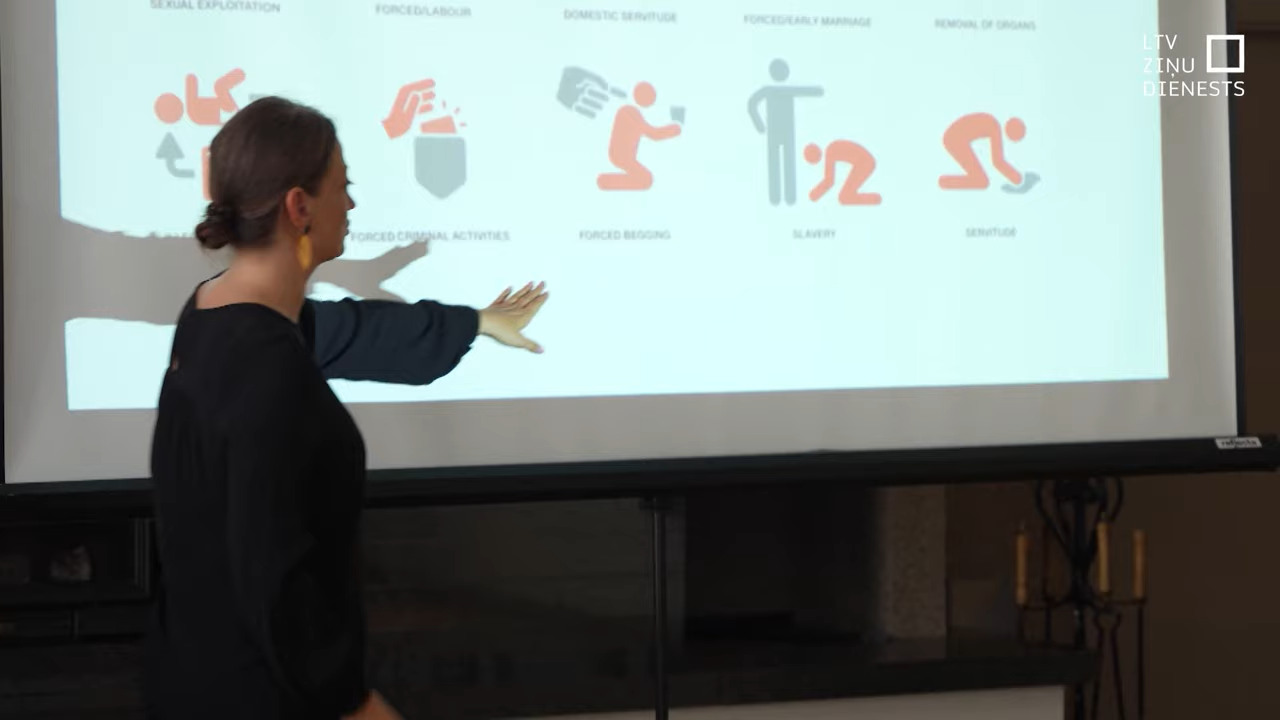 SEXUAL EXPLOITATION
FORCED/LABOUR
DOMESTIC SERVITUDE
FORCED/EARLY MARRIAGE
REMOVAL OF ORGANS
LTV
ZIŅU
DIENESTS
FORCED CRIMINAL ACTIVITIES
FORCED BEGGING
SLAVERY
SERVITUDE
reflecta